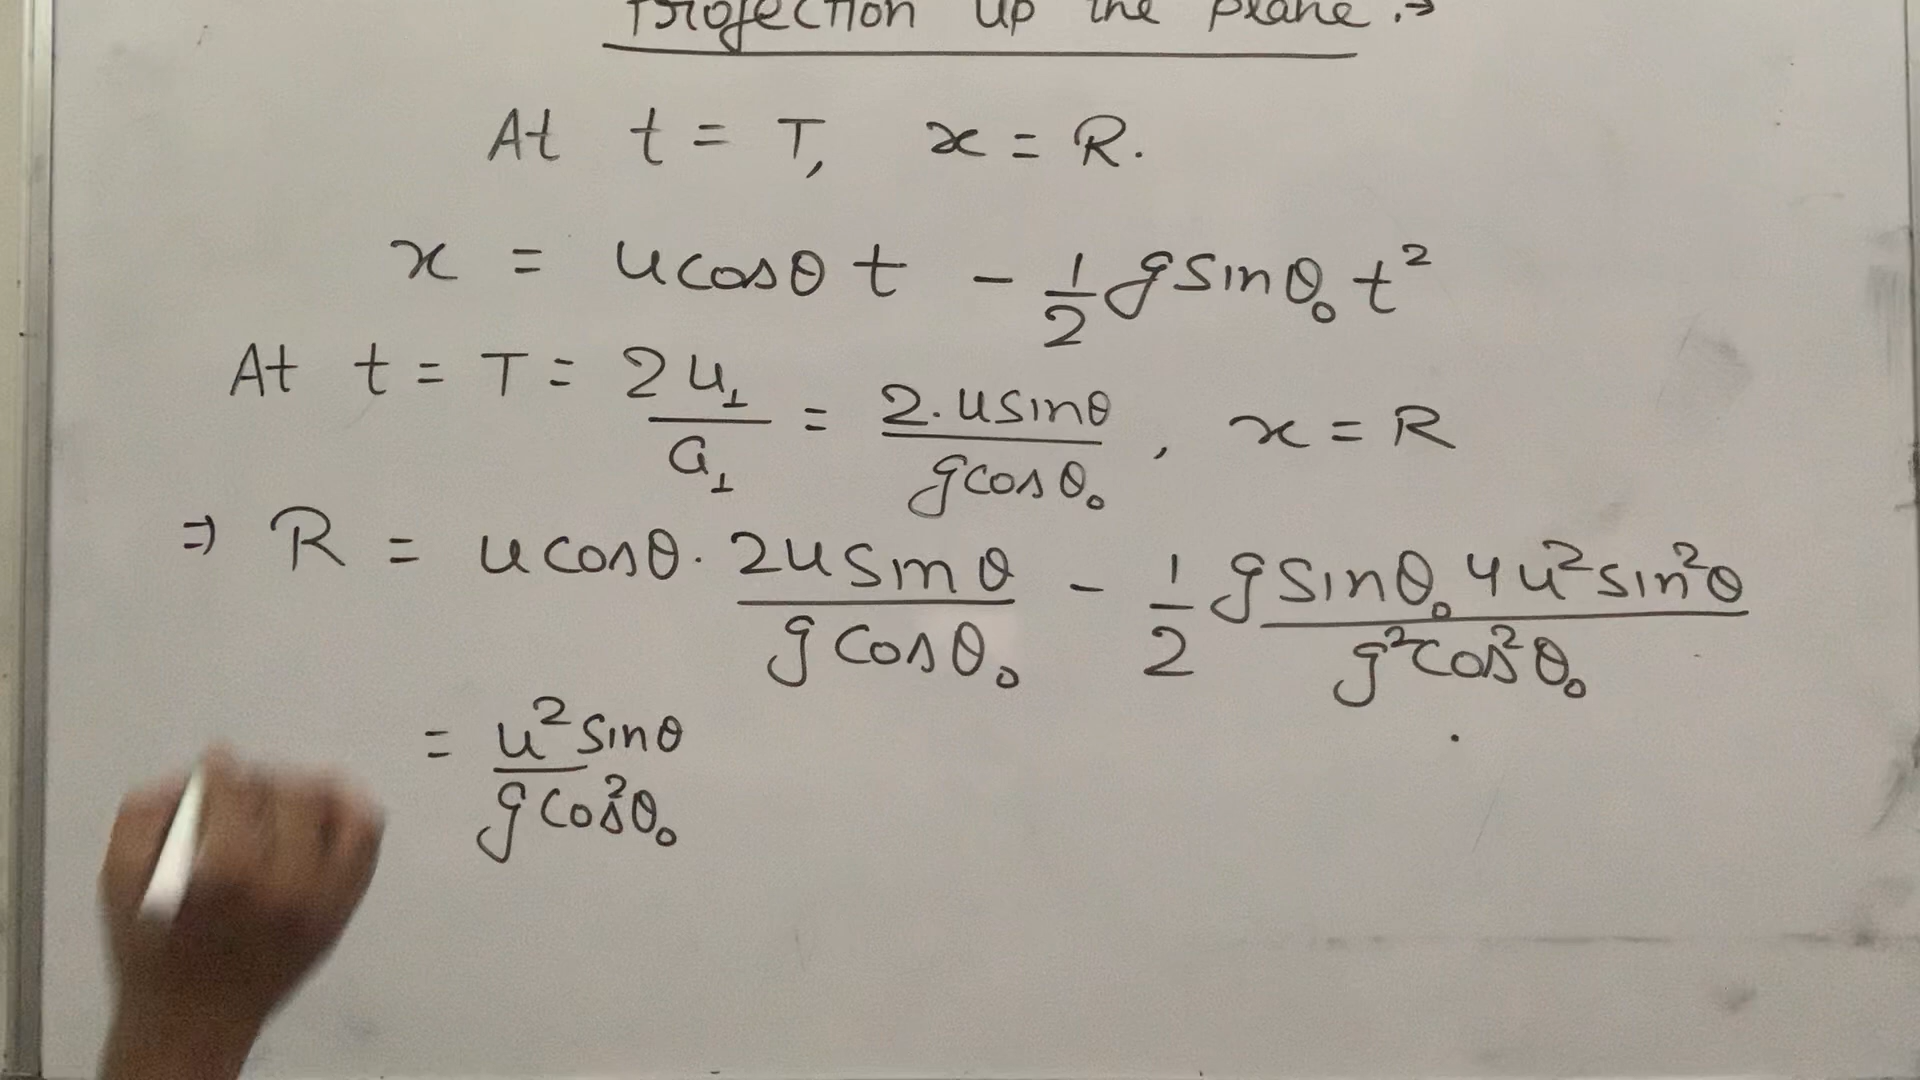 Projection up the plane :→
At t = T, x = R.
x = u cosθ t - 1/2 g sinθ₀ t²
At t = T = 2u⊥/a⊥ = 2·u sinθ/g cosθ₀ , x = R
⇒ R = u cosθ · 2u sinθ/g cosθ₀ - 1/2 g sinθ₀ 4u² sin²θ/g² cos²θ₀
= u² sinθ/g cos²θ₀